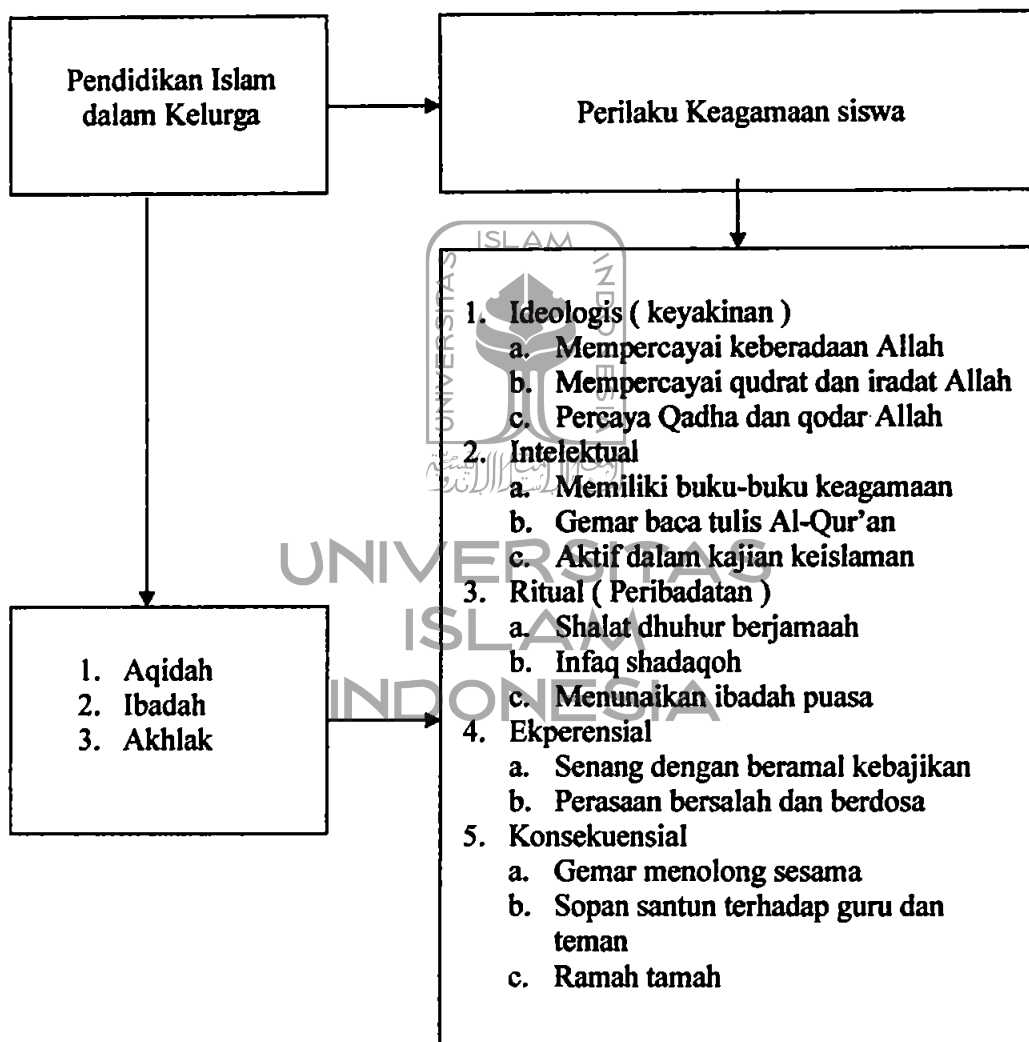 Pendidikan Islam
dalam Kelurga
Perilaku Keagamaan siswa
ISLAM
UNIVERSITAS
INDONESIA
1. Ideologis ( keyakinan )
a. Mempercayai keberadaan Allah
b. Mempercayai qudrat dan iradat Allah
c. Percaya Qadha dan qodar Allah
2. Intelektual
a. Memiliki buku-buku keagamaan
b. Gemar baca tulis Al-Qur'an
c. Aktif dalam kajian keislaman
3. Ritual ( Peribadatan )
a. Shalat dhuhur berjamaah
b. Infaq shadaqoh
c. Menunaikan ibadah puasa
4. Ekperensial
a. Senang dengan beramal kebajikan
b. Perasaan bersalah dan berdosa
5. Konsekuensial
a. Gemar menolong sesama
b. Sopan santun terhadap guru dan
teman
c. Ramah tamah
1. Aqidah
2. Ibadah
3. Akhlak
UNIVERSITAS
ISLAM
INDONESIA